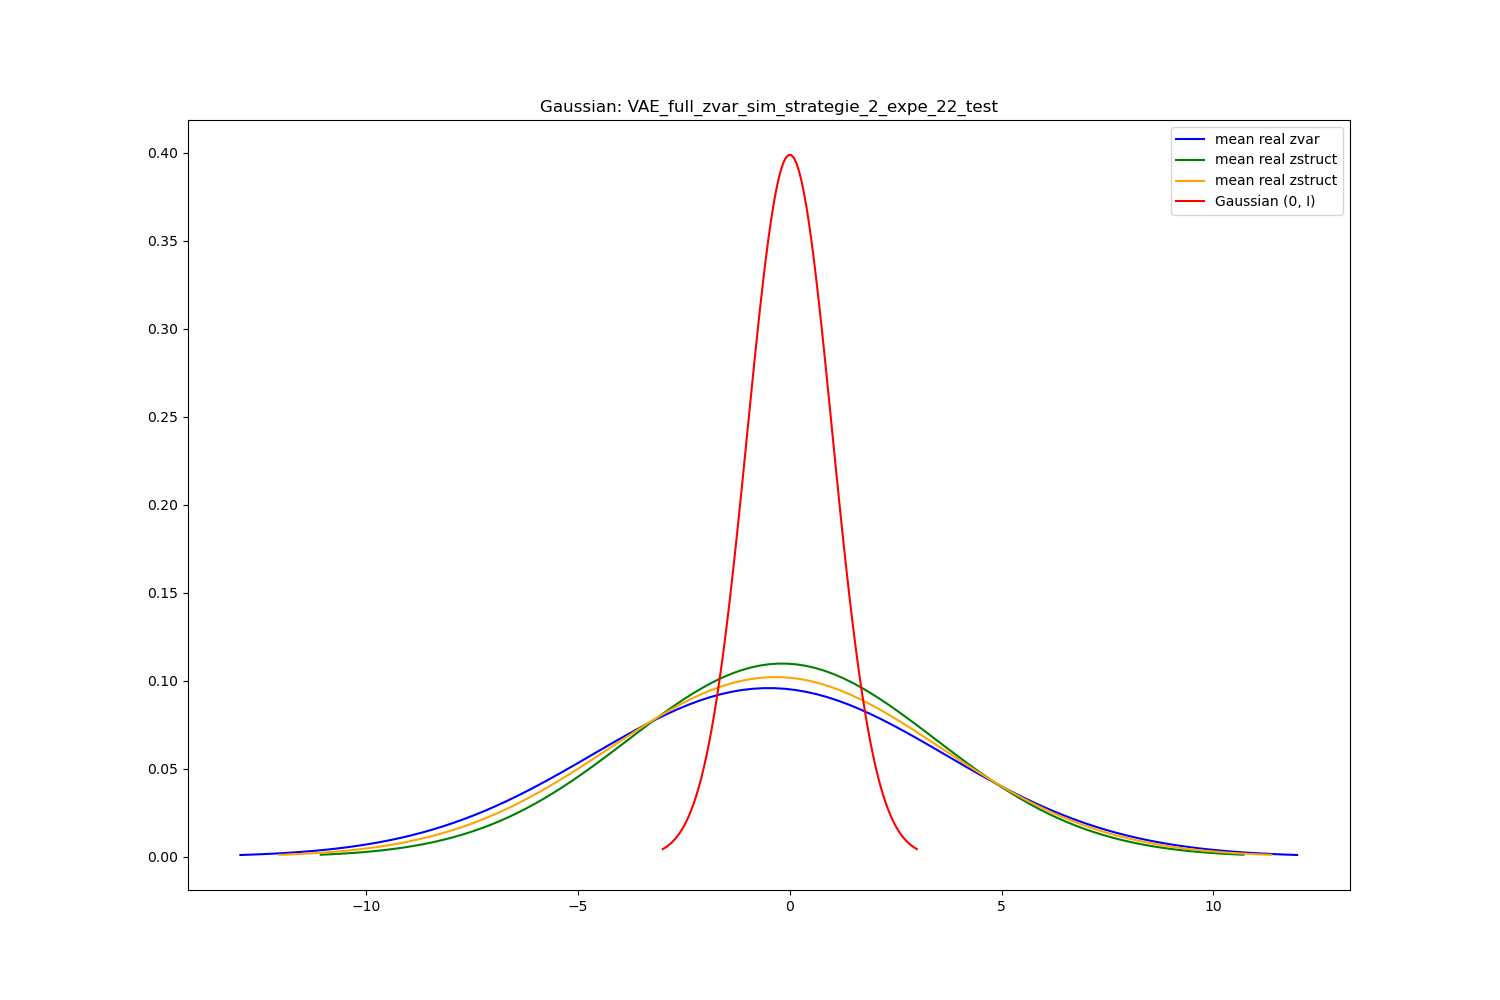 Gaussian: VAE_full_zvar_sim_strategie_2_expe_22_test
mean real zvar
mean real zstruct
mean real zstruct
Gaussian (0, I)
0.40
0.35
0.30
0.25
0.20
0.15
0.10
0.05
0.00
−10
−5
0
5
10